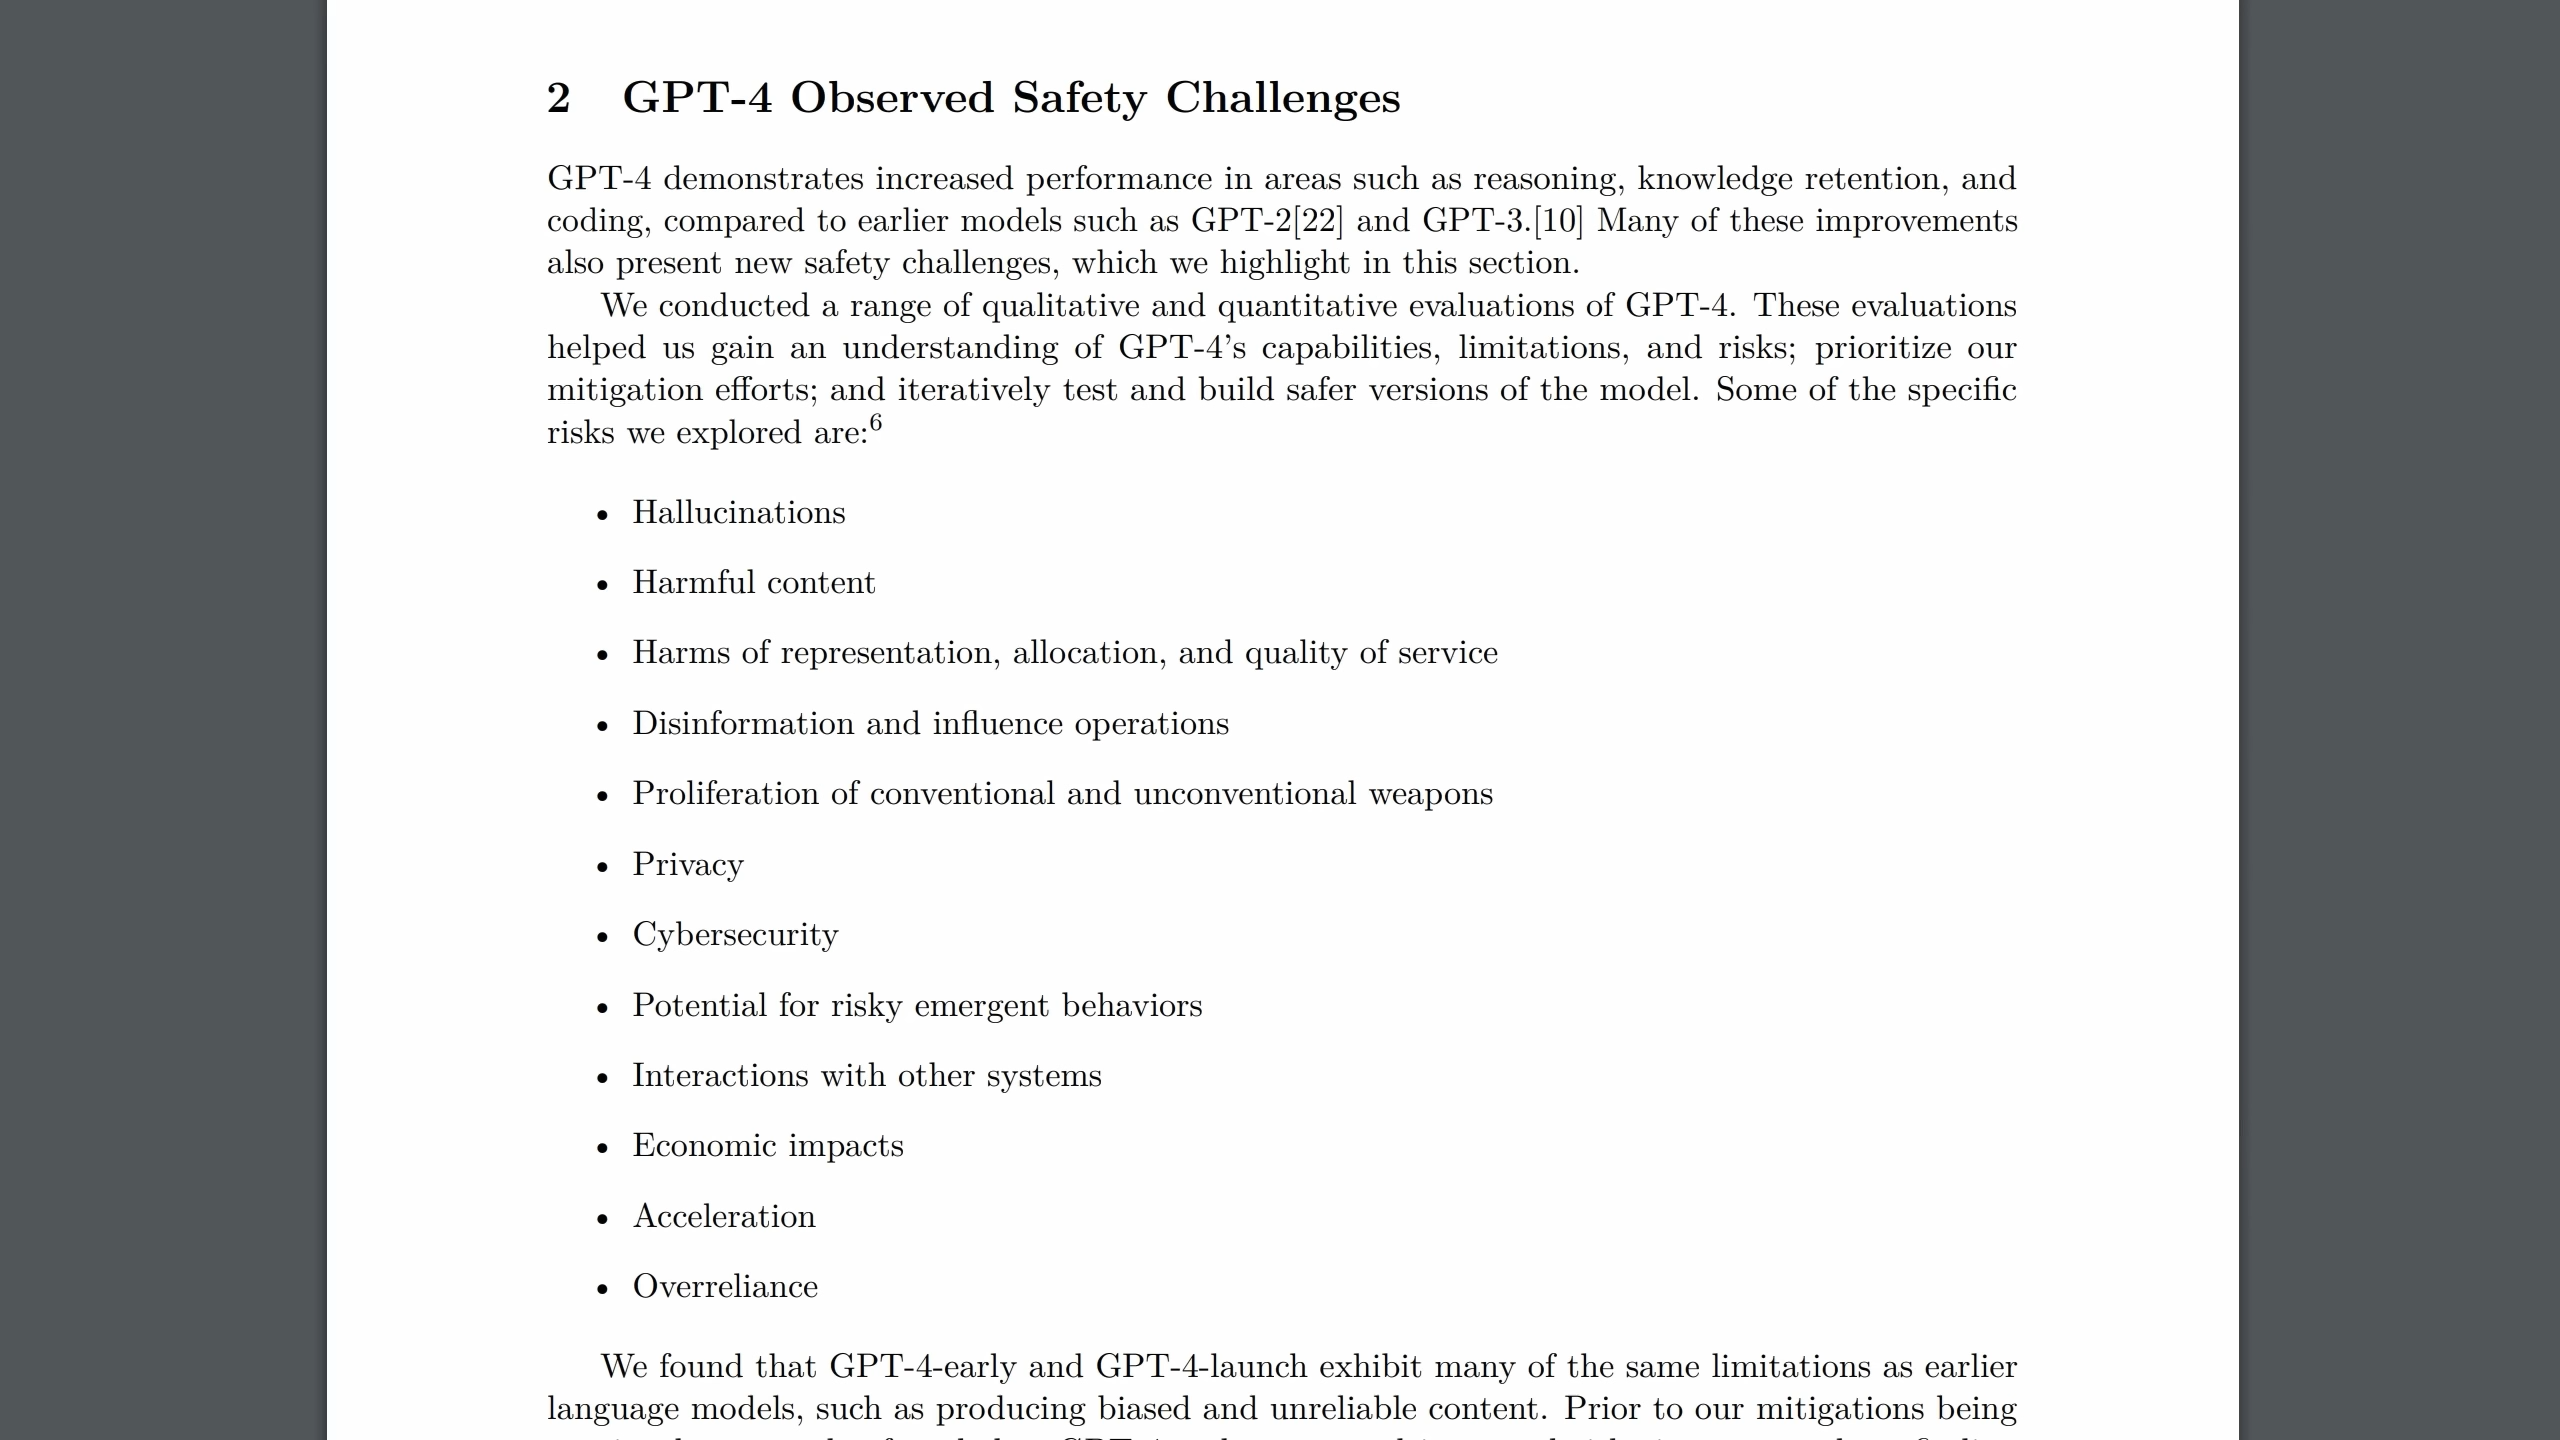 2 GPT-4 Observed Safety Challenges
GPT-4 demonstrates increased performance in areas such as reasoning, knowledge retention, and
coding, compared to earlier models such as GPT-2[22] and GPT-3.[10] Many of these improvements
also present new safety challenges, which we highlight in this section.
We conducted a range of qualitative and quantitative evaluations of GPT-4. These evaluations
helped us gain an understanding of GPT-4's capabilities, limitations, and risks; prioritize our
mitigation efforts; and iteratively test and build safer versions of the model. Some of the specific
risks we explored are:⁶
• Hallucinations
• Harmful content
• Harms of representation, allocation, and quality of service
• Disinformation and influence operations
• Proliferation of conventional and unconventional weapons
• Privacy
• Cybersecurity
• Potential for risky emergent behaviors
• Interactions with other systems
• Economic impacts
• Acceleration
• Overreliance
We found that GPT-4-early and GPT-4-launch exhibit many of the same limitations as earlier
language models, such as producing biased and unreliable content. Prior to our mitigations being